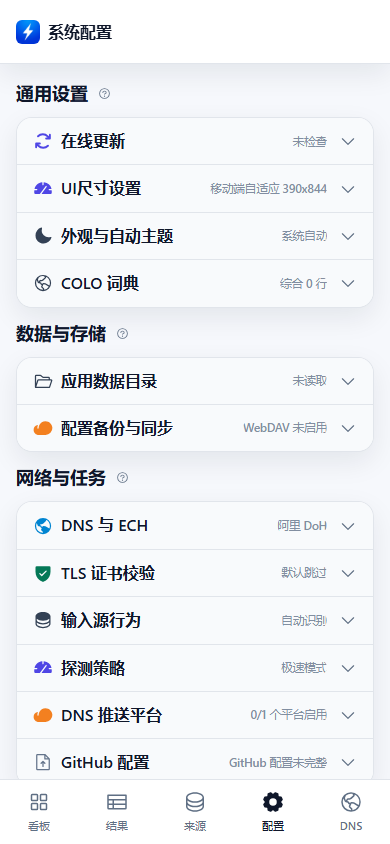 系统配置
通用设置
在线更新 未检查
UI尺寸设置 移动端自适应 390x844
外观与自动主题 系统自动
COLO 词典 综合 0 行
数据与存储
应用数据目录 未读取
配置备份与同步 WebDAV 未启用
网络与任务
DNS 与 ECH 阿里 DoH
TLS 证书校验 默认跳过
输入源行为 自动识别
探测策略 极速模式
DNS 推送平台 0/1 个平台启用
GitHub 配置 GitHub 配置未完整
看板 结果 来源 配置 DNS